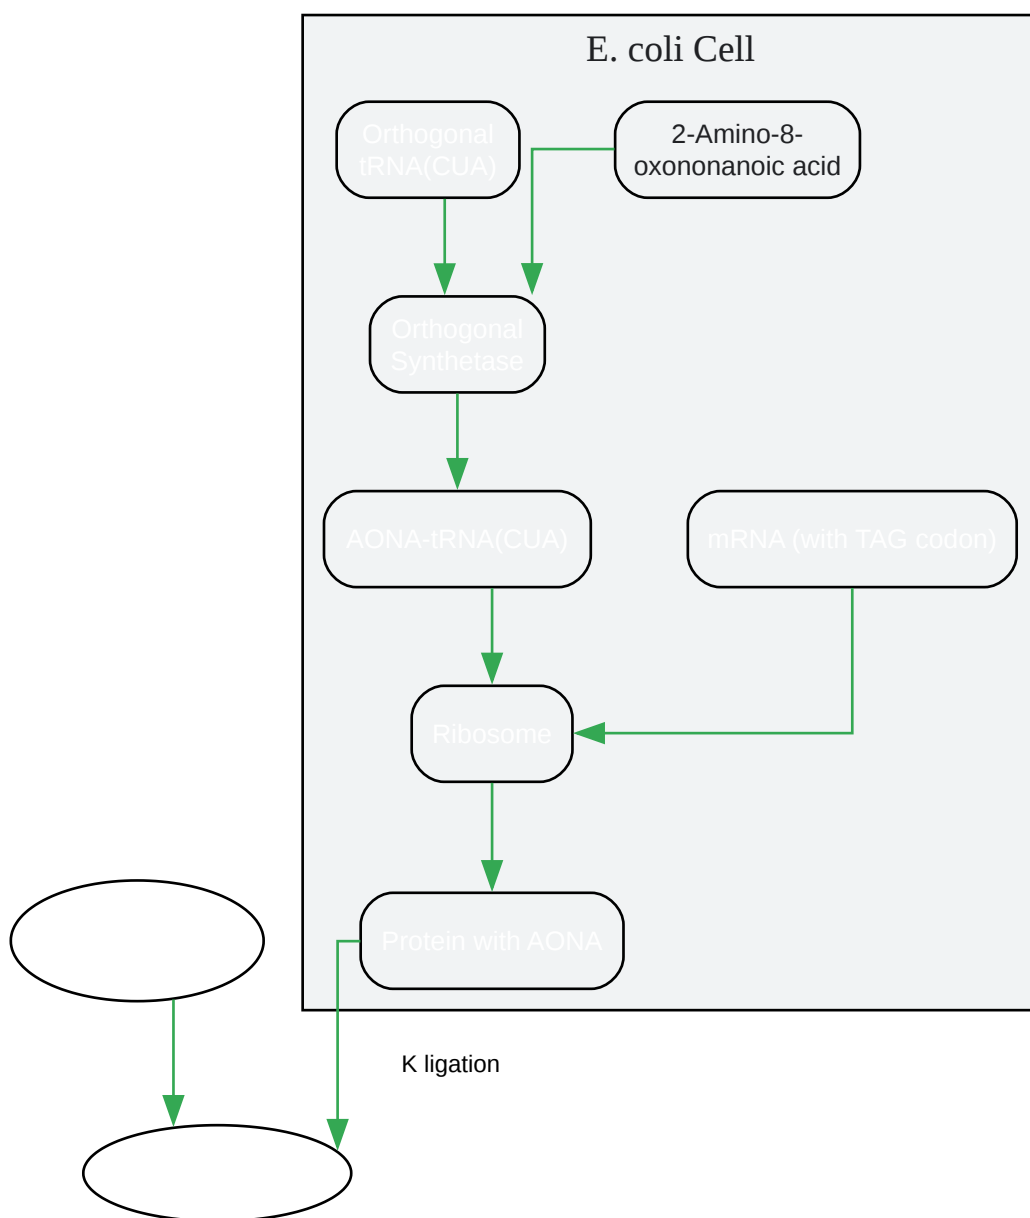 E. coli Cell
Orthogonal
tRNA(CUA)
2-Amino-8-
oxononanoic acid
Orthogonal
Synthetase
AONA-tRNA(CUA)
mRNA (with TAG codon)
Ribosome
Protein with AONA
K ligation